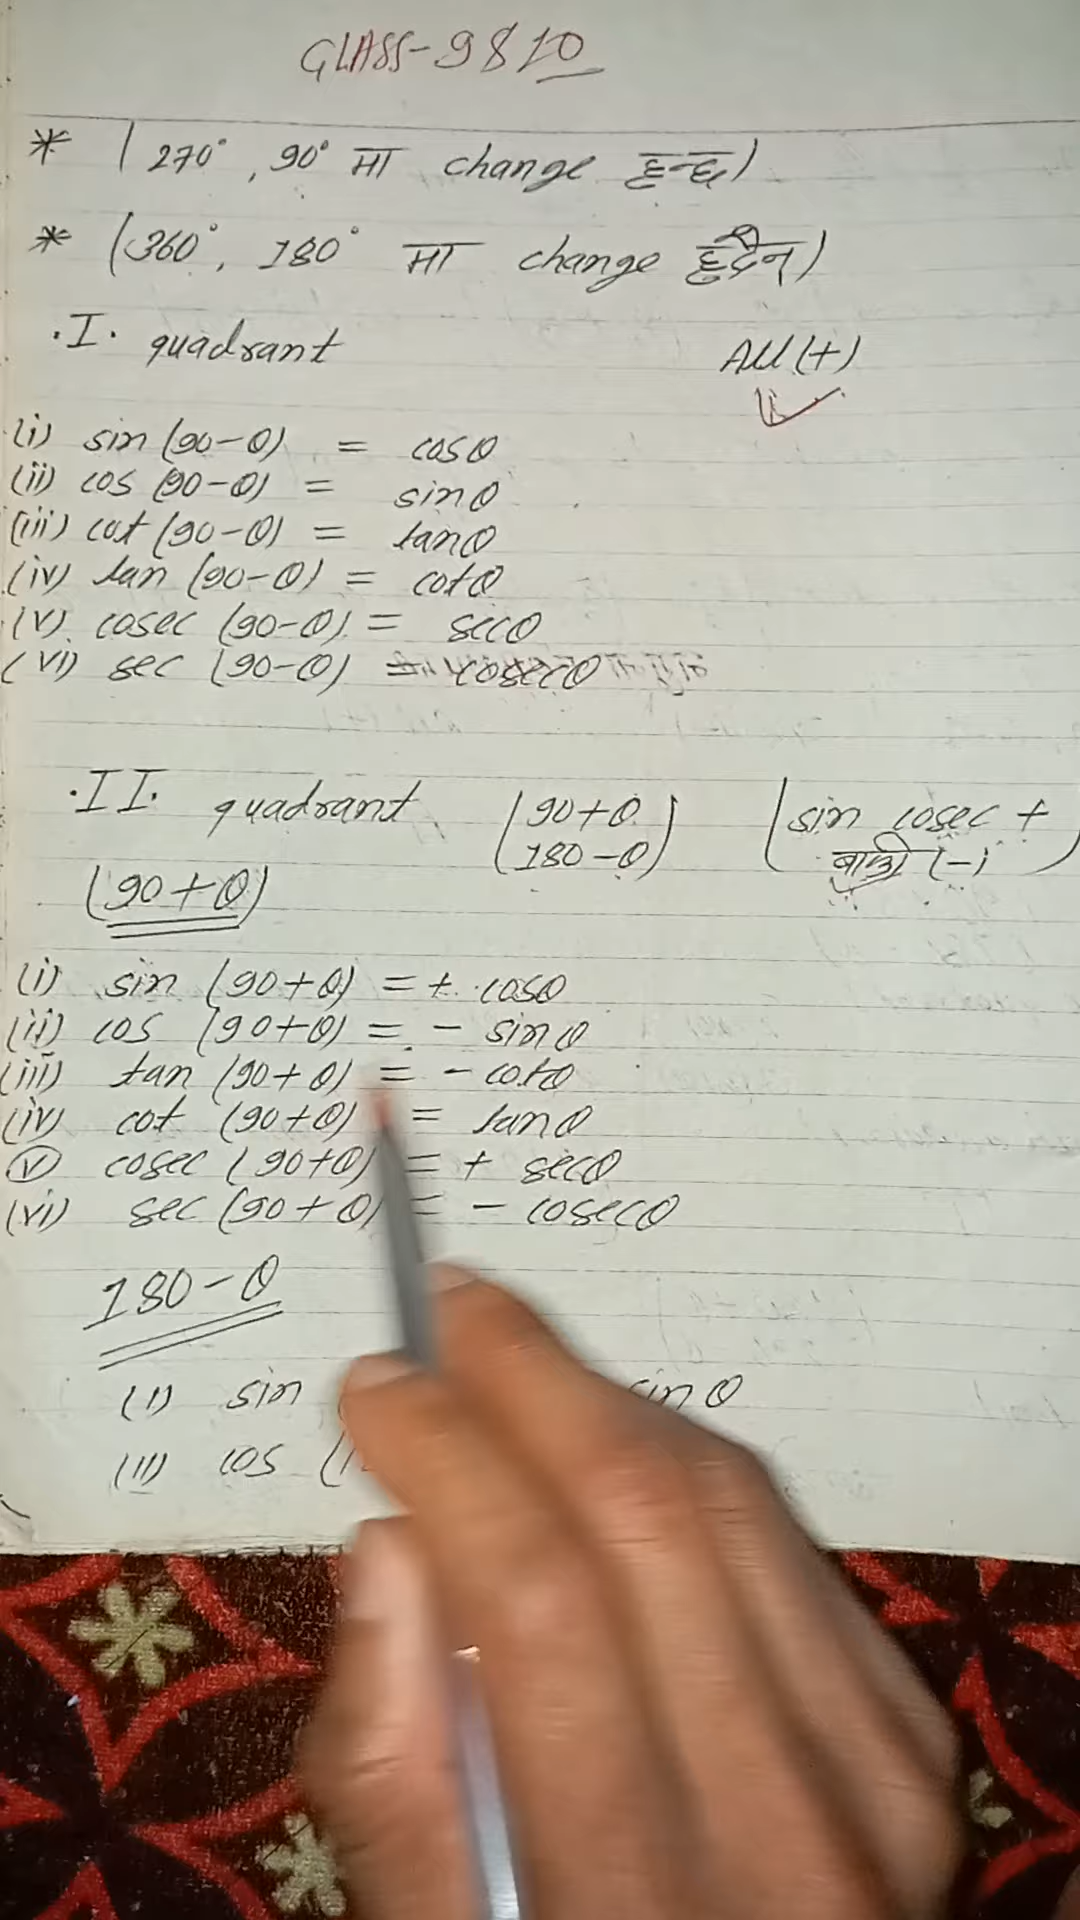 CLASS-9 & 10
* (270°, 90° मा change हुन्छ)
* (360°, 180° मा change हुदैन)
.I. quadrant All (+)
(i) sin (90-θ) = cosθ
(ii) cos (90-θ) = sinθ
(iii) cot (90-θ) = tanθ
(iv) tan (90-θ) = cotθ
(v) cosec (90-θ) = secθ
(vi) sec (90-θ) = cosecθ
.II. quadrant (90+θ (sin cosec +
180-θ) बाकी (-)
(90+θ)
(i) sin (90+θ) = + cosθ
(ii) cos (90+θ) = - sinθ
(iii) tan (90+θ) = - cotθ
(iv) cot (90+θ) = tanθ
(v) cosec (90+θ) = + secθ
(vi) sec (90+θ) = - cosecθ
180-θ
(i) sin ( sinθ
(ii) cos (1